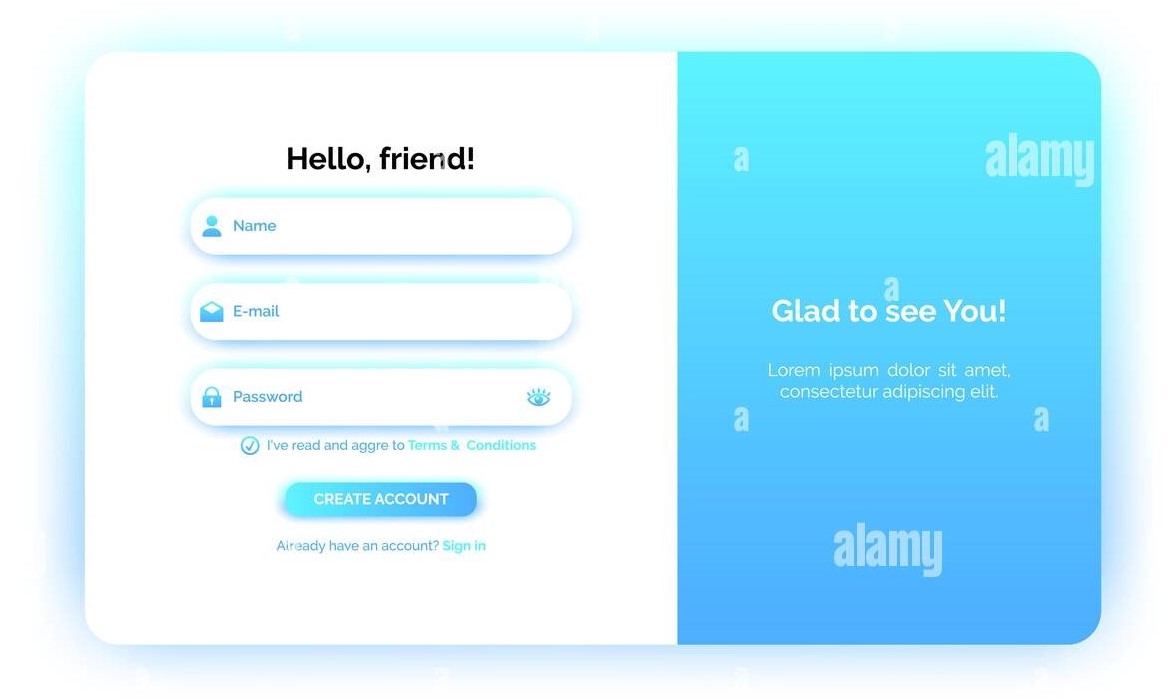 Hello, friend!
Name
E-mail
Password
I've read and aggre to Terms & Conditions
CREATE ACCOUNT
Already have an account? Sign in
alamy
a
a
Glad to see You!
Lorem ipsum dolor sit amet,
consectetur adipiscing elit.
a
a
alamy